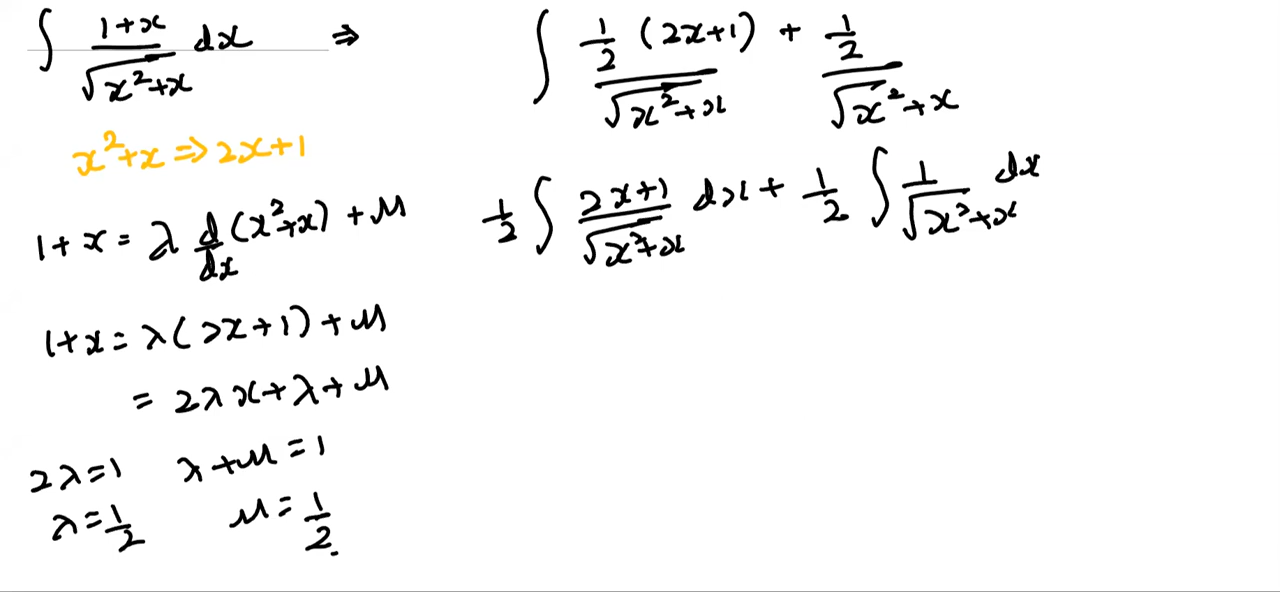 ∫ (1+x)/√(x²+x) dx ⇒
x²+x ⇒ 2x+1
1+x = λ d/dx (x²+x) + μ
1+x = λ(2x+1) + μ
= 2λx + λ + μ
2λ = 1   λ+μ = 1
λ = 1/2   μ = 1/2.
∫ (1/2 (2x+1))/√(x²+x) + (1/2)/√(x²+x)
1/2 ∫ (2x+1)/√(x²+x) dx + 1/2 ∫ 1/√(x²+x) dx